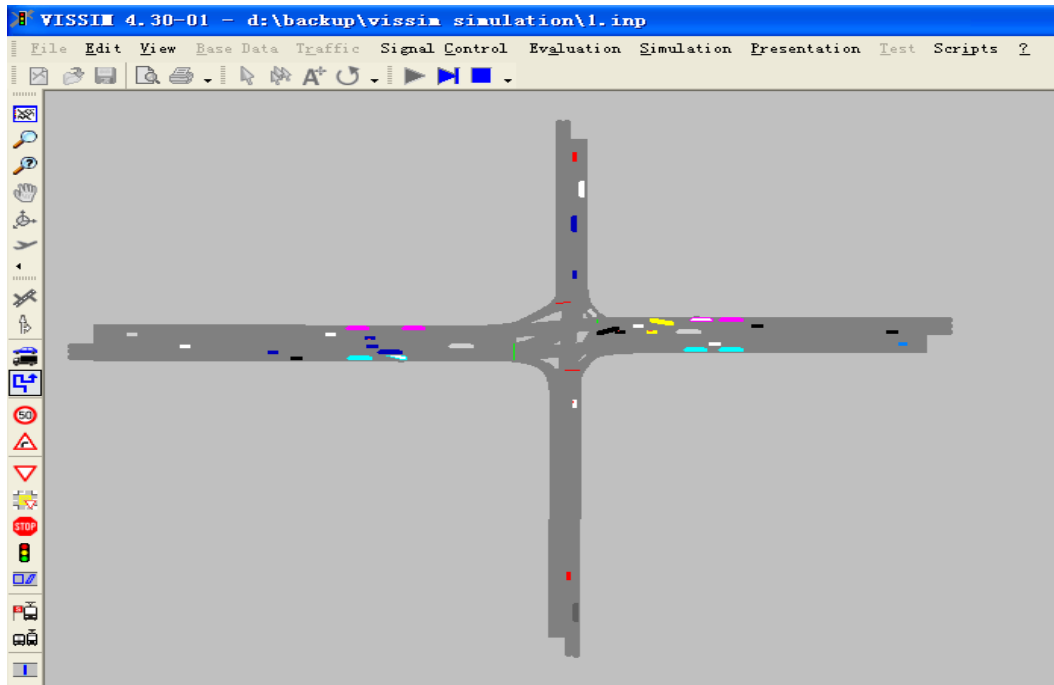 VISSIM 4.30-01 - d:\backup\vissim simulation\1.inp
File Edit View Base Data Traffic Signal Control Evaluation Simulation Presentation Test Scripts ?
A+
?
50
STOP